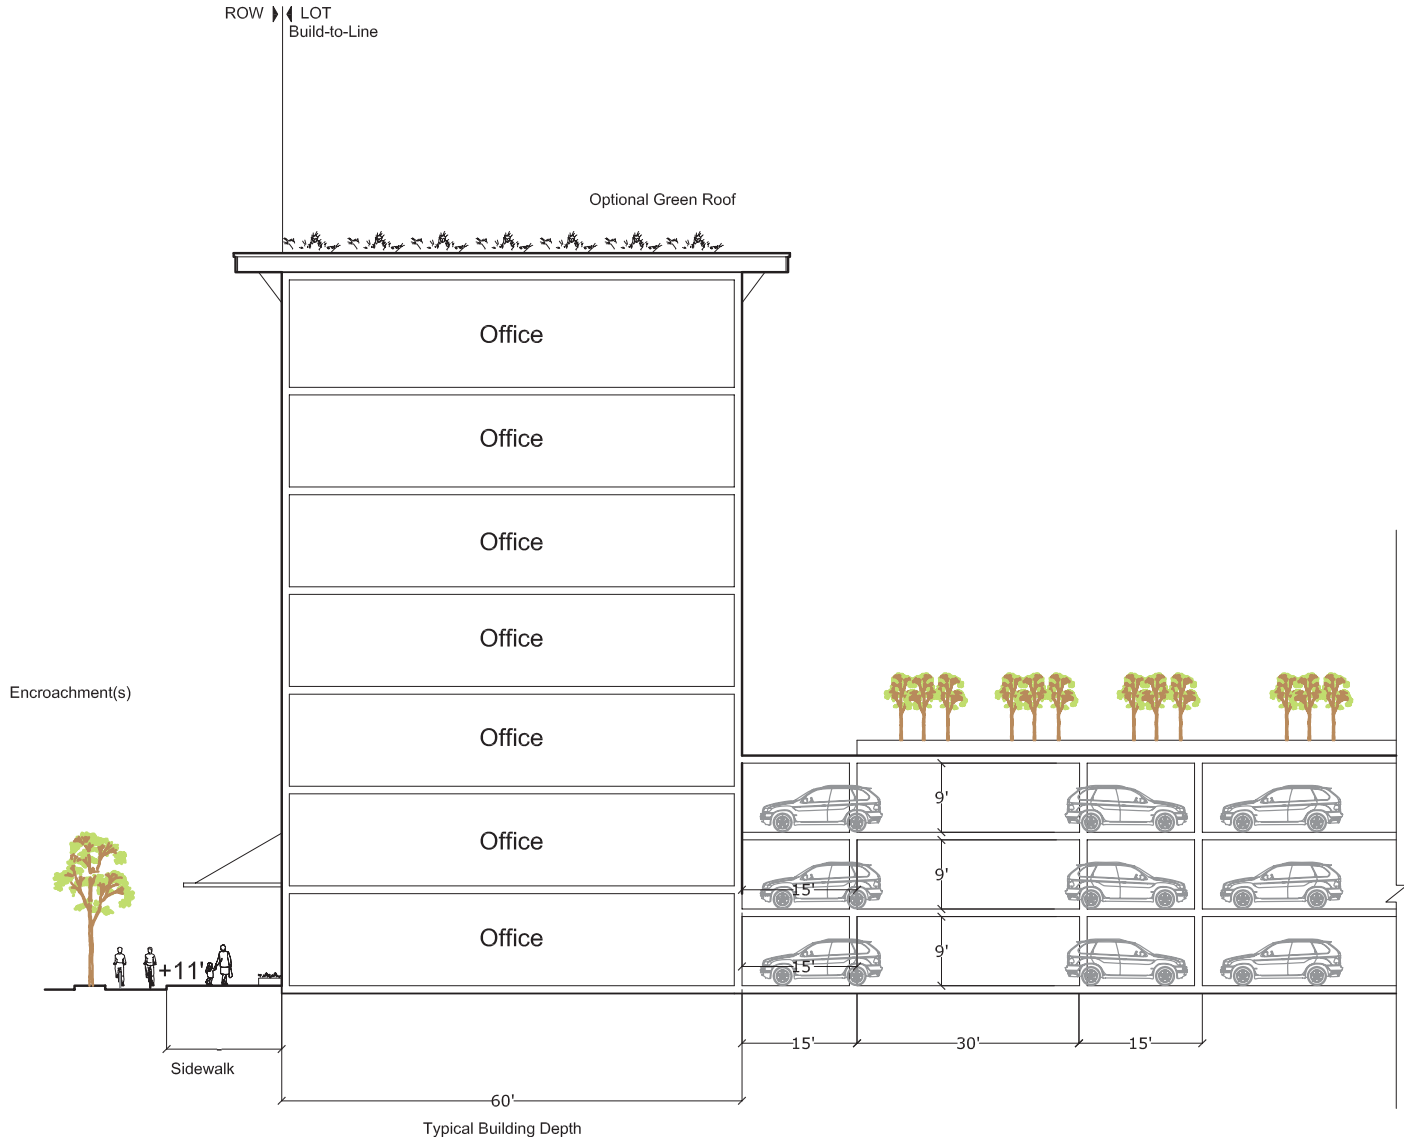 ROW LOT
Build-to-Line
Optional Green Roof
Office
Office
Office
Office
Encroachment(s)
Office
9'
Office
9'
15'
Office
9'
+11'
15'
15' 30' 15'
Sidewalk
60'
Typical Building Depth